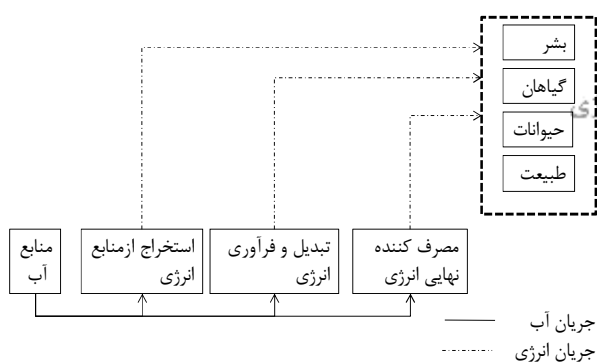 بشر
گیاهان
حیوانات
طبیعت
منابع
آب
استخراج ازمنابع
انرژی
تبدیل و فرآوری
انرژی
مصرف کننده
نهایی انرژی
جریان آب
جریان انرژی